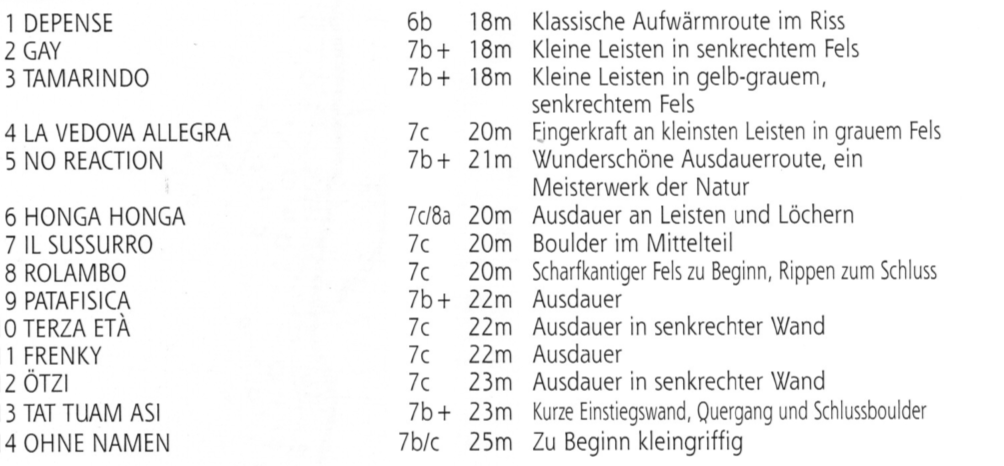 1 DEPENSE 6b 18m Klassische Aufwärmroute im Riss
2 GAY 7b+ 18m Kleine Leisten in senkrechtem Fels
3 TAMARINDO 7b+ 18m Kleine Leisten in gelb-grauem,
senkrechtem Fels
4 LA VEDOVA ALLEGRA 7c 20m Fingerkraft an kleinsten Leisten in grauem Fels
5 NO REACTION 7b+ 21m Wunderschöne Ausdauerroute, ein
Meisterwerk der Natur
6 HONGA HONGA 7c/8a 20m Ausdauer an Leisten und Löchern
7 IL SUSSURRO 7c 20m Boulder im Mittelteil
8 ROLAMBO 7c 20m Scharfkantiger Fels zu Beginn, Rippen zum Schluss
9 PATAFISICA 7b+ 22m Ausdauer
0 TERZA ETÀ 7c 22m Ausdauer in senkrechter Wand
1 FRENKY 7c 22m Ausdauer
2 ÖTZI 7c 23m Ausdauer in senkrechter Wand
3 TAT TUAM ASI 7b+ 23m Kurze Einstiegswand, Quergang und Schlussboulder
4 OHNE NAMEN 7b/c 25m Zu Beginn kleingriffig